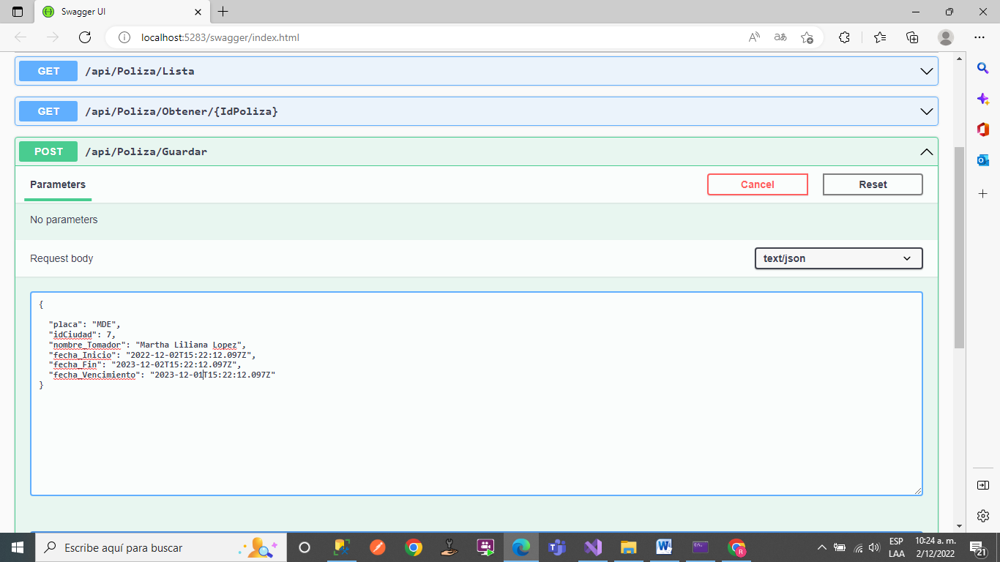 Swagger UI
localhost:5283/swagger/index.html
GET /api/Poliza/Lista
GET /api/Poliza/Obtener/{IdPoliza}
POST /api/Poliza/Guardar
Parameters
Cancel
Reset
No parameters
Request body
text/json
{
"placa": "MDE",
"idCiudad": 7,
"nombre_Tomador": "Martha Liliana Lopez",
"fecha_Inicio": "2022-12-02T15:22:12.097Z",
"fecha_Fin": "2023-12-02T15:22:12.097Z",
"fecha_Vencimiento": "2023-12-01T15:22:12.097Z"
}
Escribe aquí para buscar
ESP
LAA
10:24 a. m.
2/12/2022
21